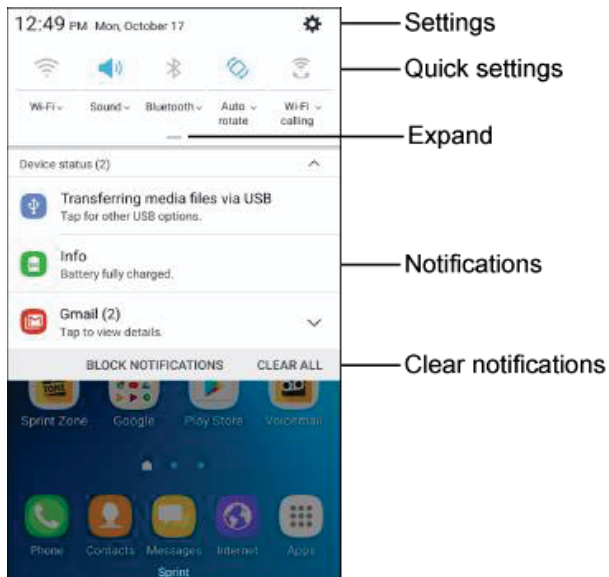 12:49 PM Mon, October 17
Settings
Quick settings
Wi-Fi
Sound
Bluetooth
Auto rotate
Wi-Fi calling
Expand
Device status (2)
Transferring media files via USB
Tap for other USB options.
Info
Battery fully charged.
Notifications
Gmail (2)
Tap to view details.
BLOCK NOTIFICATIONS
CLEAR ALL
Clear notifications
ZONE
Sprint Zone
Google
Play Store
Voicemail
Phone
Contacts
Messages
Internet
Apps
Sprint